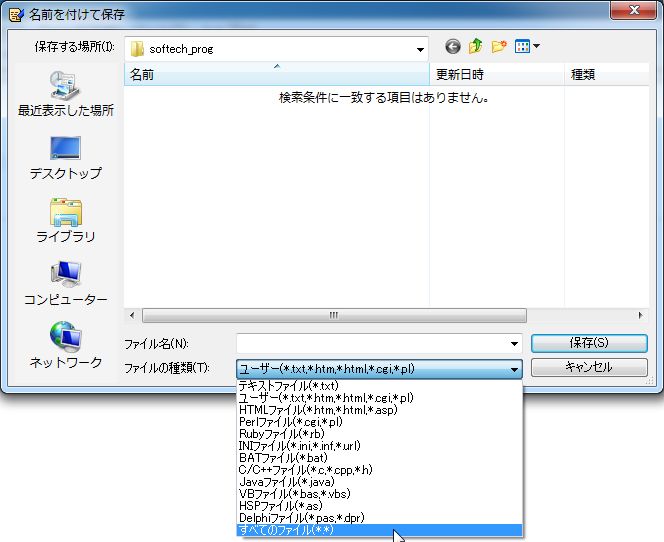 名前を付けて保存
保存する場所(I):
softech_prog
名前
更新日時
種類
検索条件に一致する項目はありません。
最近表示した場所
デスクトップ
ライブラリ
コンピューター
ネットワーク
ファイル名(N):
保存(S)
ファイルの種類(T):
ユーザー(*.txt,*.htm,*.html,*.cgi,*.pl)
キャンセル
テキストファイル(*.txt)
ユーザー(*.txt,*.htm,*.html,*.cgi,*.pl)
HTMLファイル(*.htm,*.html,*.asp)
Perlファイル(*.cgi,*.pl)
Rubyファイル(*.rb)
INIファイル(*.ini,*.inf,*.url)
BATファイル(*.bat)
C/C++ファイル(*.c,*.cpp,*.h)
Javaファイル(*.java)
VBファイル(*.bas,*.vbs)
HSPファイル(*.as)
Delphiファイル(*.pas,*.dpr)
すべてのファイル(*.*)